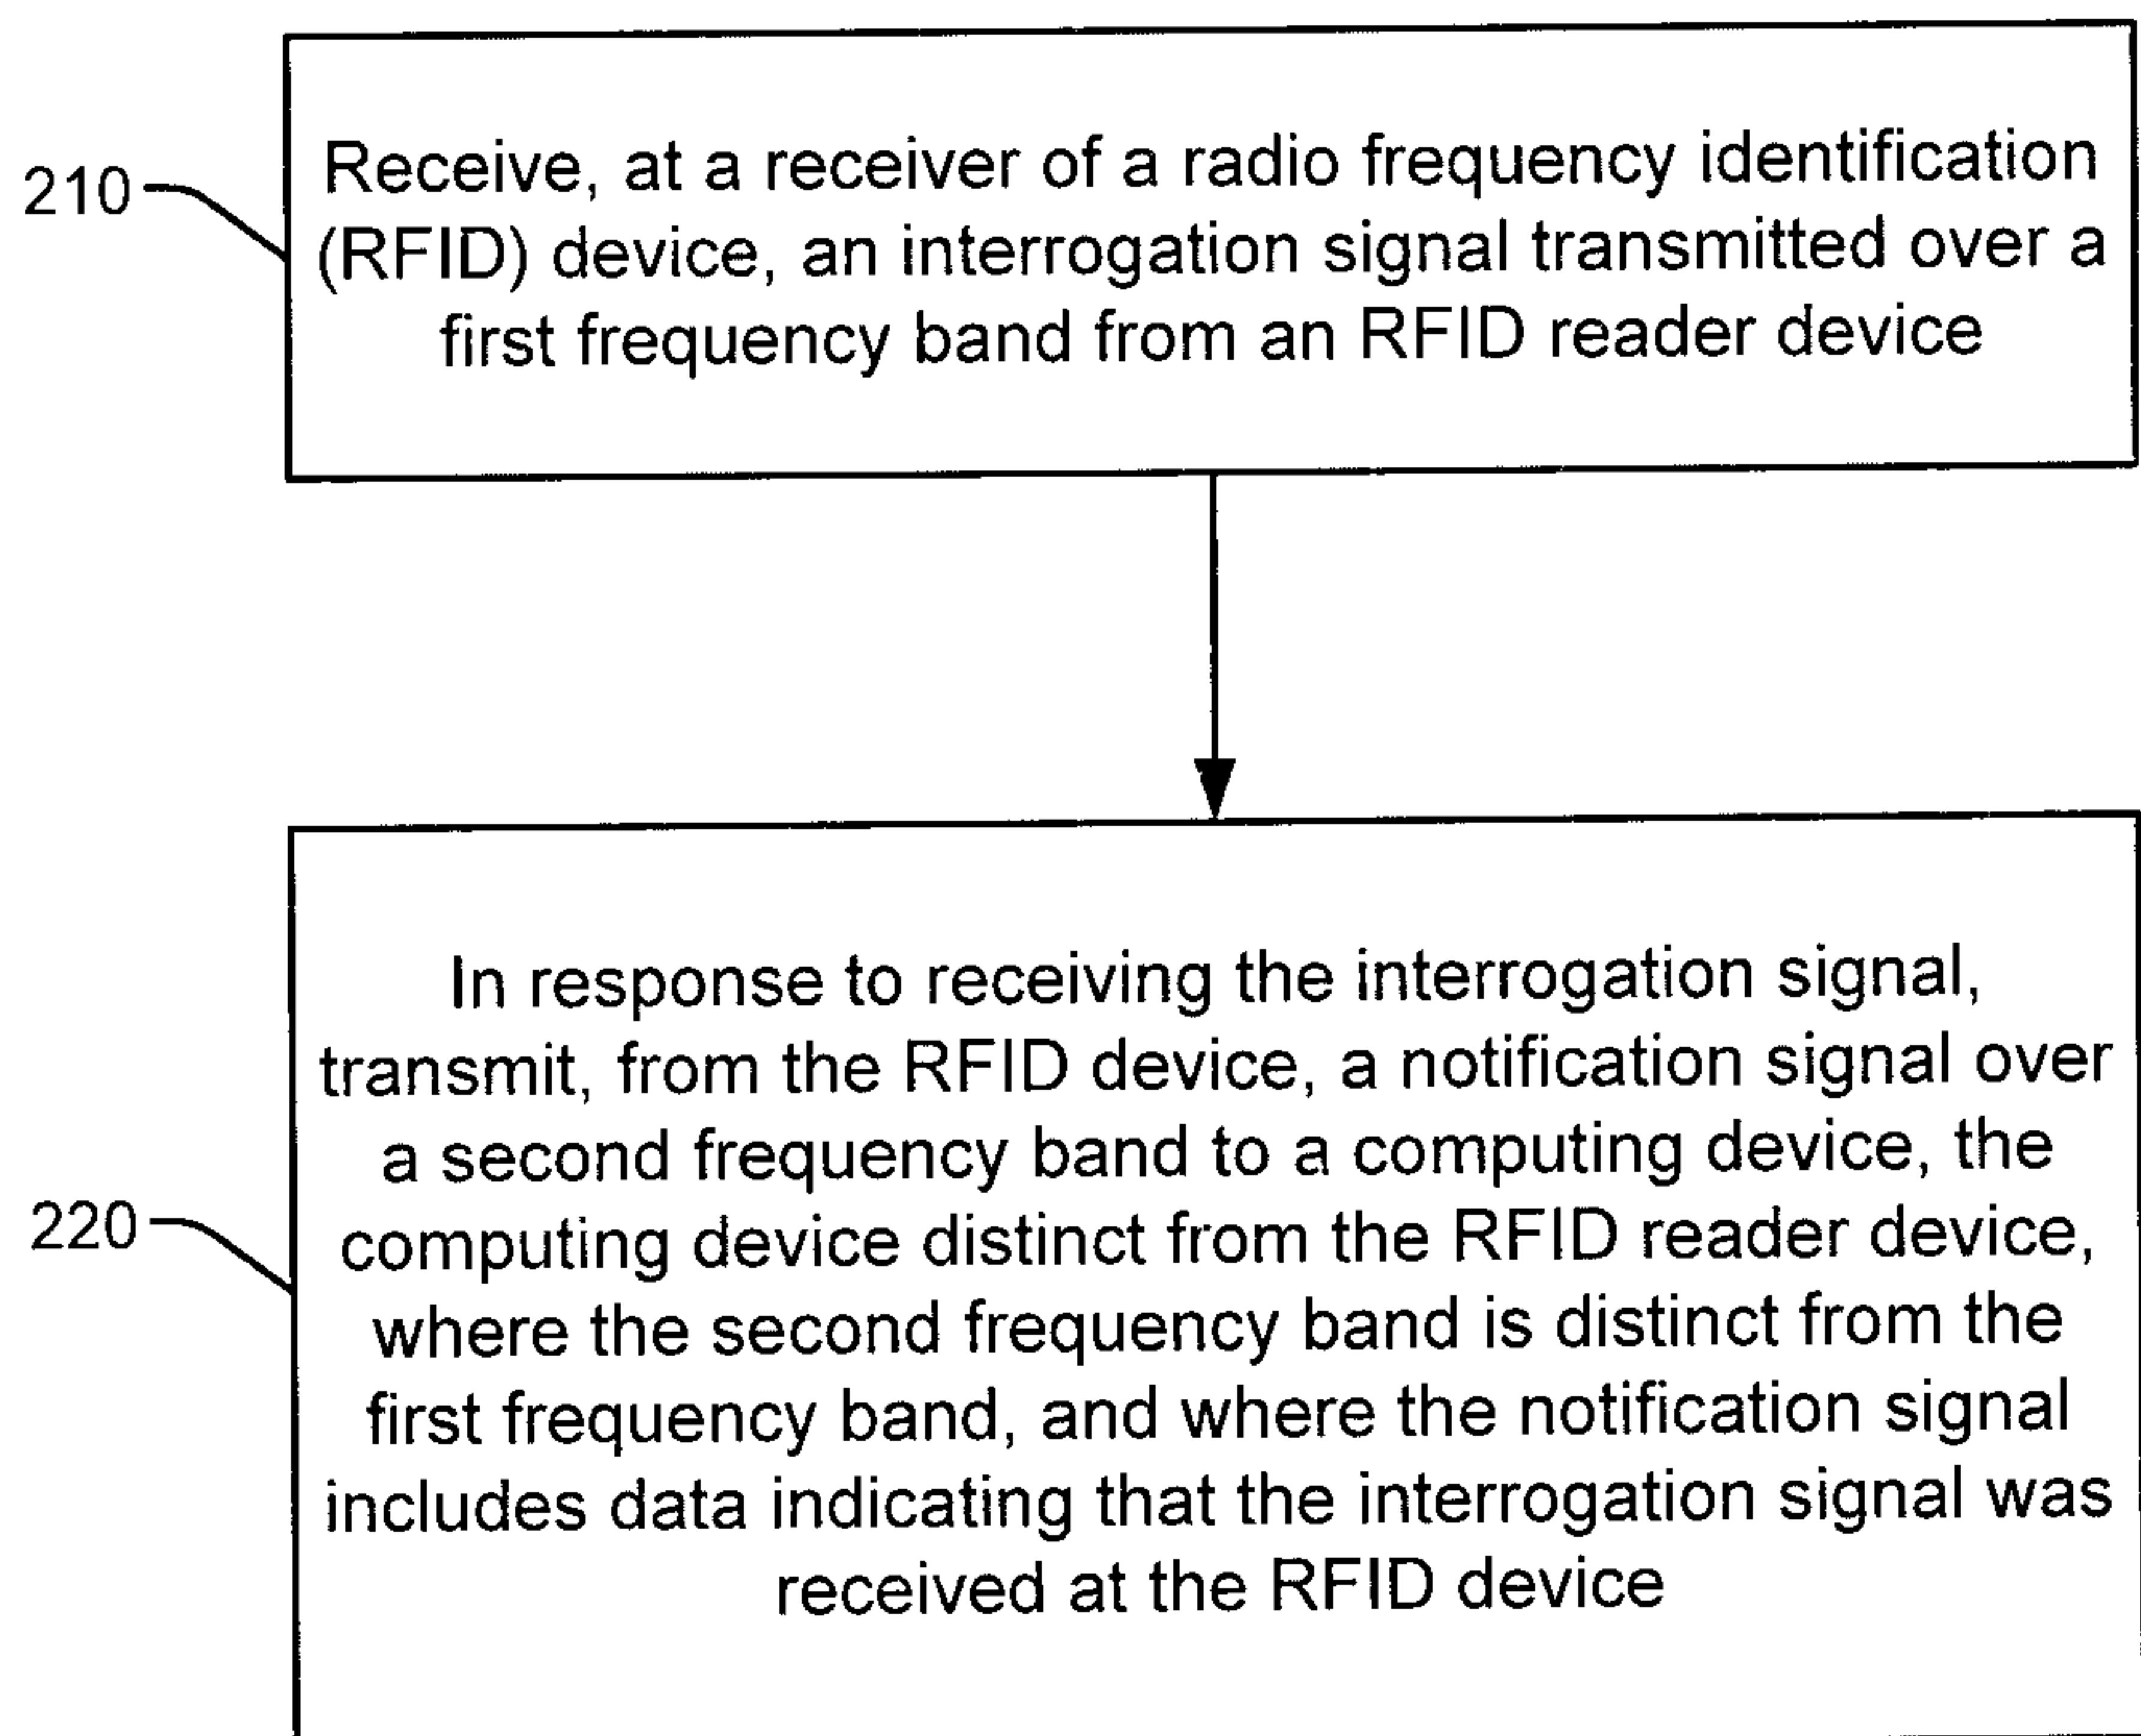 210
Receive, at a receiver of a radio frequency identification
(RFID) device, an interrogation signal transmitted over a
first frequency band from an RFID reader device
220
In response to receiving the interrogation signal,
transmit, from the RFID device, a notification signal over
a second frequency band to a computing device, the
computing device distinct from the RFID reader device,
where the second frequency band is distinct from the
first frequency band, and where the notification signal
includes data indicating that the interrogation signal was
received at the RFID device